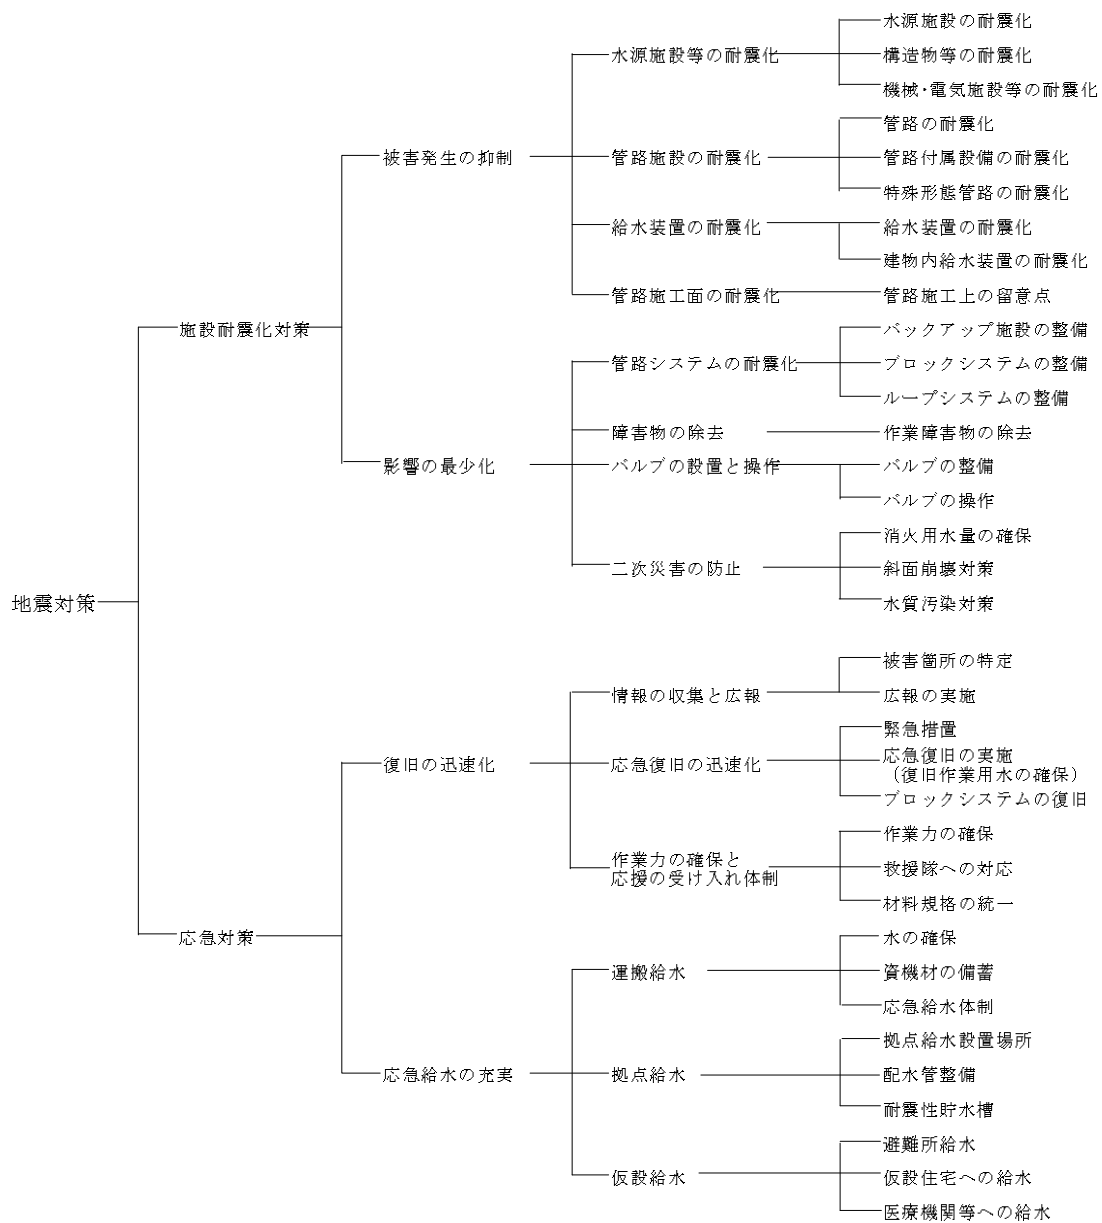 水源施設の耐震化
水源施設等の耐震化
構造物等の耐震化
機械・電気施設等の耐震化
管路の耐震化
被害発生の抑制
管路施設の耐震化
管路付属設備の耐震化
特殊形態管路の耐震化
給水装置の耐震化
給水装置の耐震化
建物内給水装置の耐震化
管路施工面の耐震化
管路施工上の留意点
施設耐震化対策
バックアップ施設の整備
管路システムの耐震化
ブロックシステムの整備
ループシステムの整備
障害物の除去
作業障害物の除去
影響の最少化
バルブの設置と操作
バルブの整備
バルブの操作
消火用水量の確保
二次災害の防止
斜面崩壊対策
水質汚染対策
地震対策
被害箇所の特定
情報の収集と広報
広報の実施
緊急措置
復旧の迅速化
応急復旧の迅速化
応急復旧の実施
（復旧作業用水の確保）
ブロックシステムの復旧
作業力の確保
作業力の確保と
応援の受け入れ体制
救援隊への対応
材料規格の統一
応急対策
水の確保
運搬給水
資機材の備蓄
応急給水体制
拠点給水設置場所
応急給水の充実
拠点給水
配水管整備
耐震性貯水槽
避難所給水
仮設給水
仮設住宅への給水
医療機関等への給水